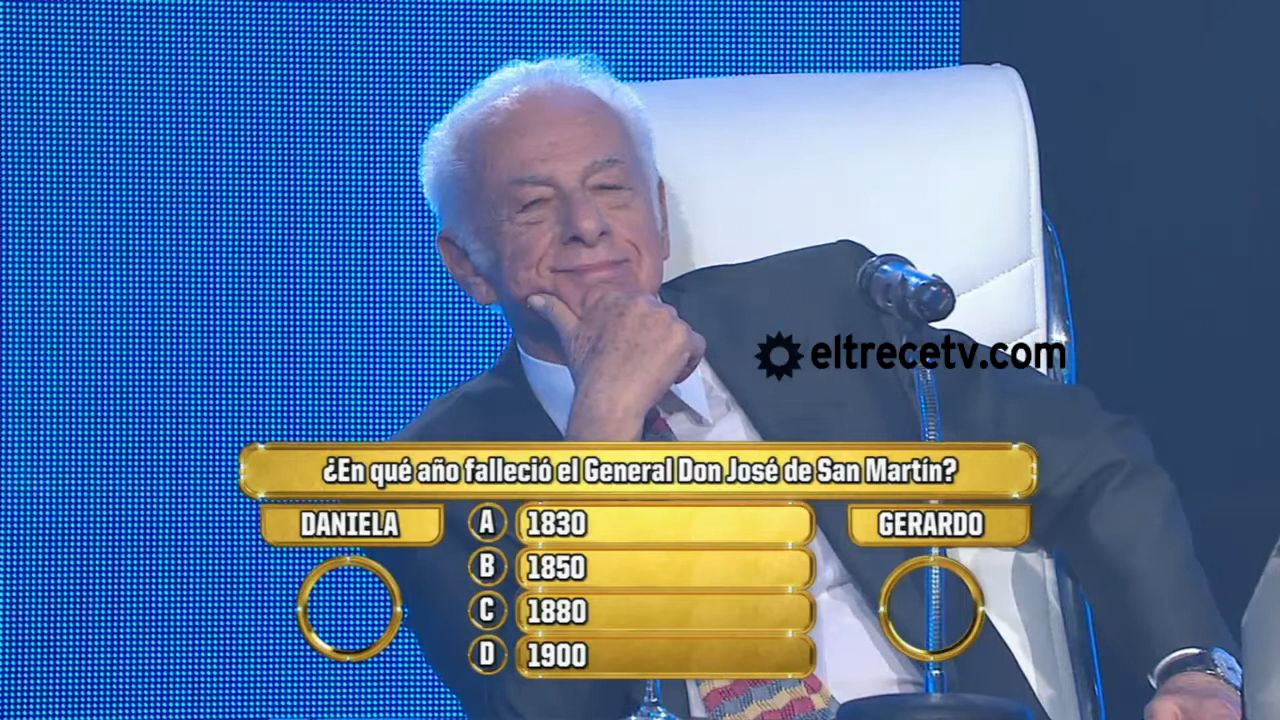 eltrecetv.com
¿En qué año falleció el General Don José de San Martín?
DANIELA
A 1830
B 1850
C 1880
D 1900
GERARDO